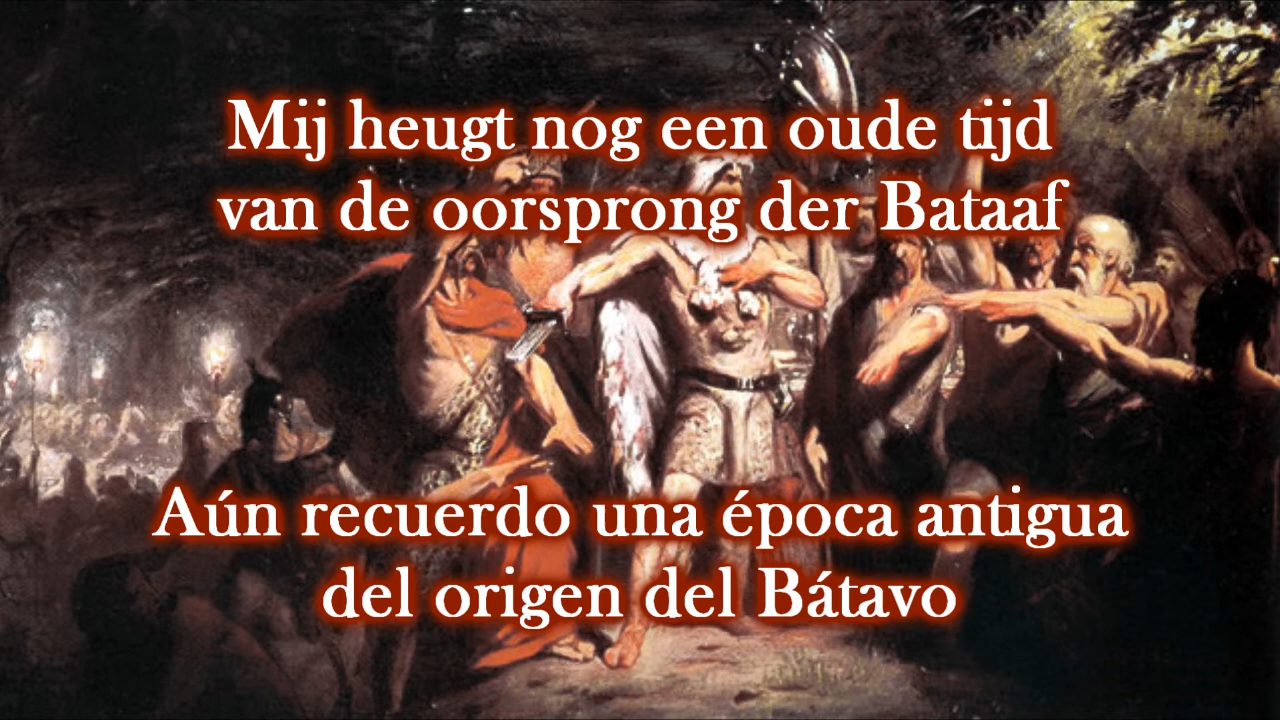 Mij heugt nog een oude tijd
van de oorsprong der Bataaf
Aún recuerdo una época antigua
del origen del Bátavo